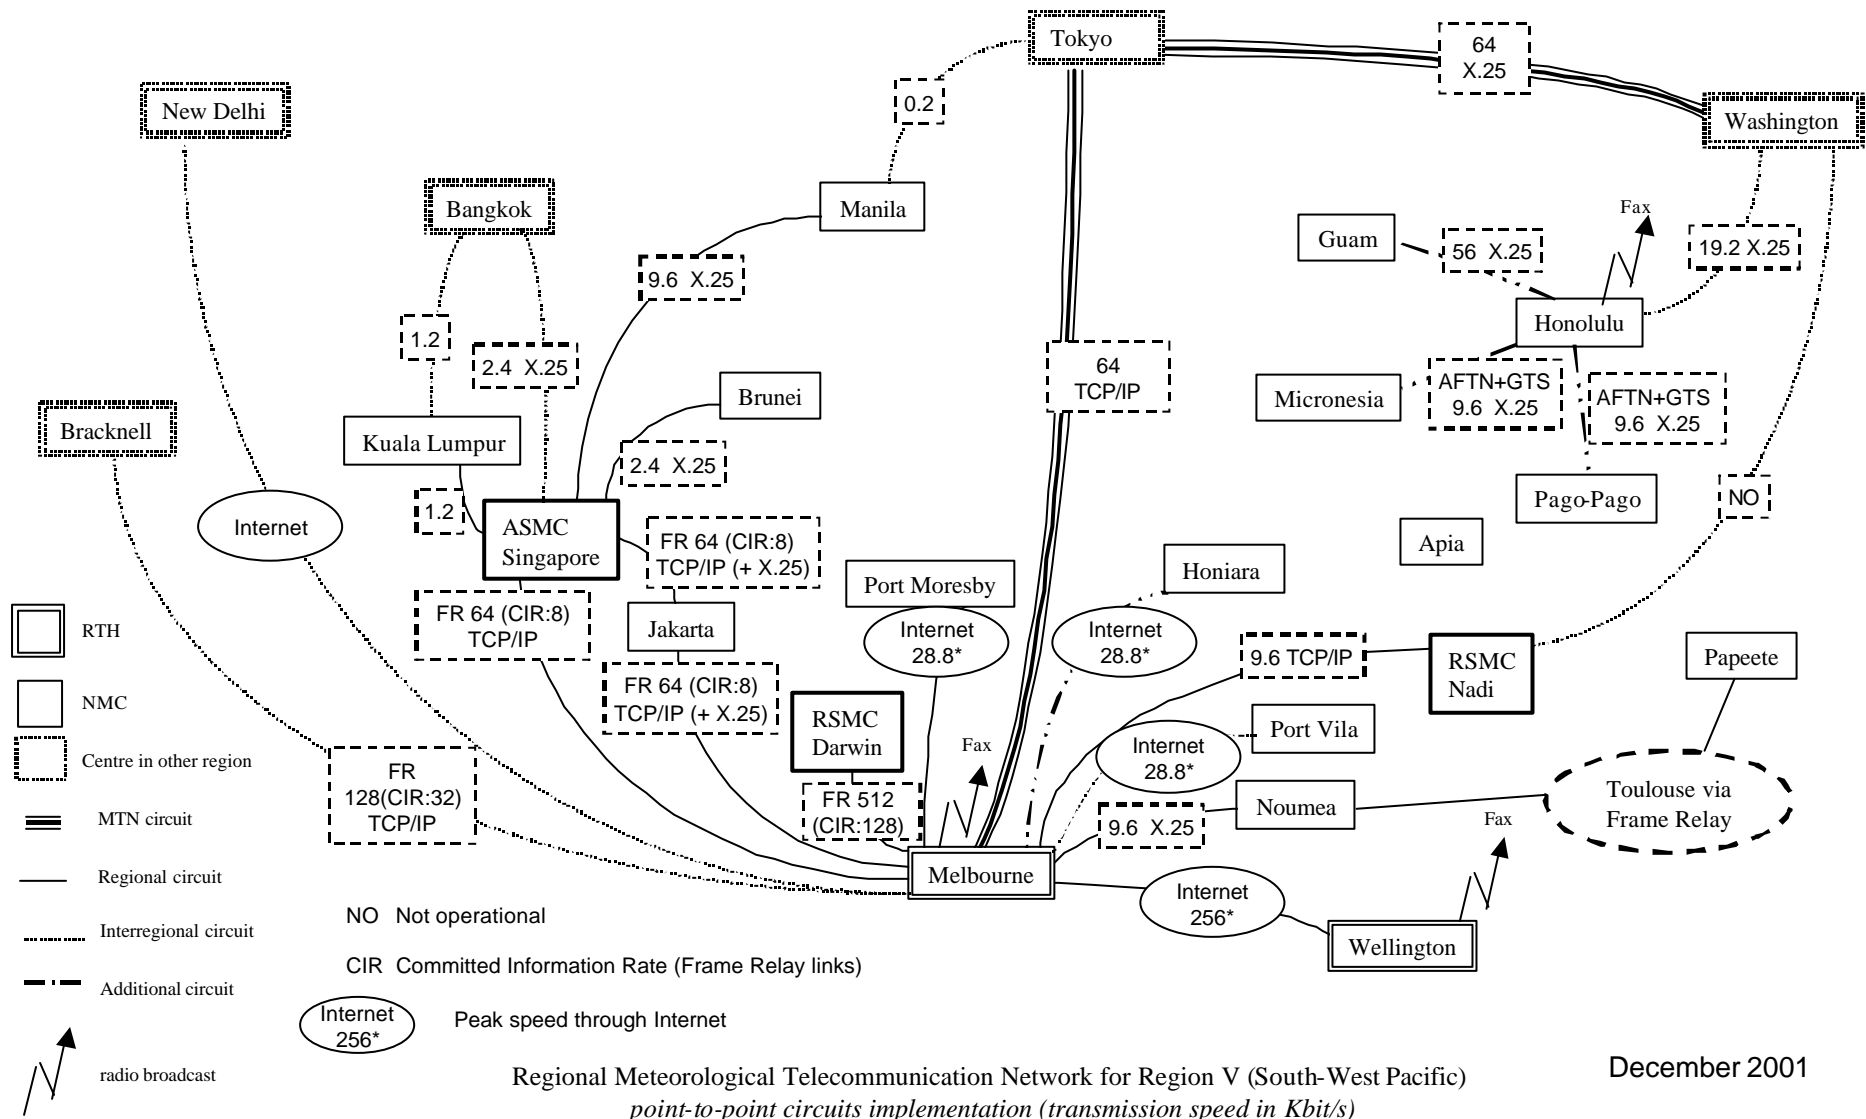 Tokyo
64
X.25
New Delhi
0.2
Washington
Bangkok
Manila
Fax
Guam
56 X.25
19.2 X.25
9.6 X.25
Honolulu
1.2
2.4 X.25
64
TCP/IP
Brunei
Micronesia
AFTN+GTS
9.6 X.25
AFTN+GTS
9.6 X.25
Bracknell
Kuala Lumpur
2.4 X.25
Pago-Pago
NO
1.2
Internet
ASMC
Singapore
FR 64 (CIR:8)
TCP/IP (+ X.25)
Apia
Port Moresby
Honiara
FR 64 (CIR:8)
TCP/IP
Jakarta
Internet
28.8*
Internet
28.8*
9.6 TCP/IP
RSMC
Nadi
Papeete
RTH
FR 64 (CIR:8)
TCP/IP (+ X.25)
RSMC
Darwin
NMC
Port Vila
Fax
Internet
28.8*
Centre in other region
FR
128(CIR:32)
TCP/IP
FR 512
(CIR:128)
Noumea
Toulouse via
Frame Relay
MTN circuit
9.6 X.25
Fax
Regional circuit
Melbourne
Internet
256*
Interregional circuit
NO Not operational
Wellington
CIR Committed Information Rate (Frame Relay links)
Additional circuit
Internet
256*
Peak speed through Internet
radio broadcast
December 2001
Regional Meteorological Telecommunication Network for Region V (South-West Pacific)
point-to-point circuits implementation (transmission speed in Kbit/s)